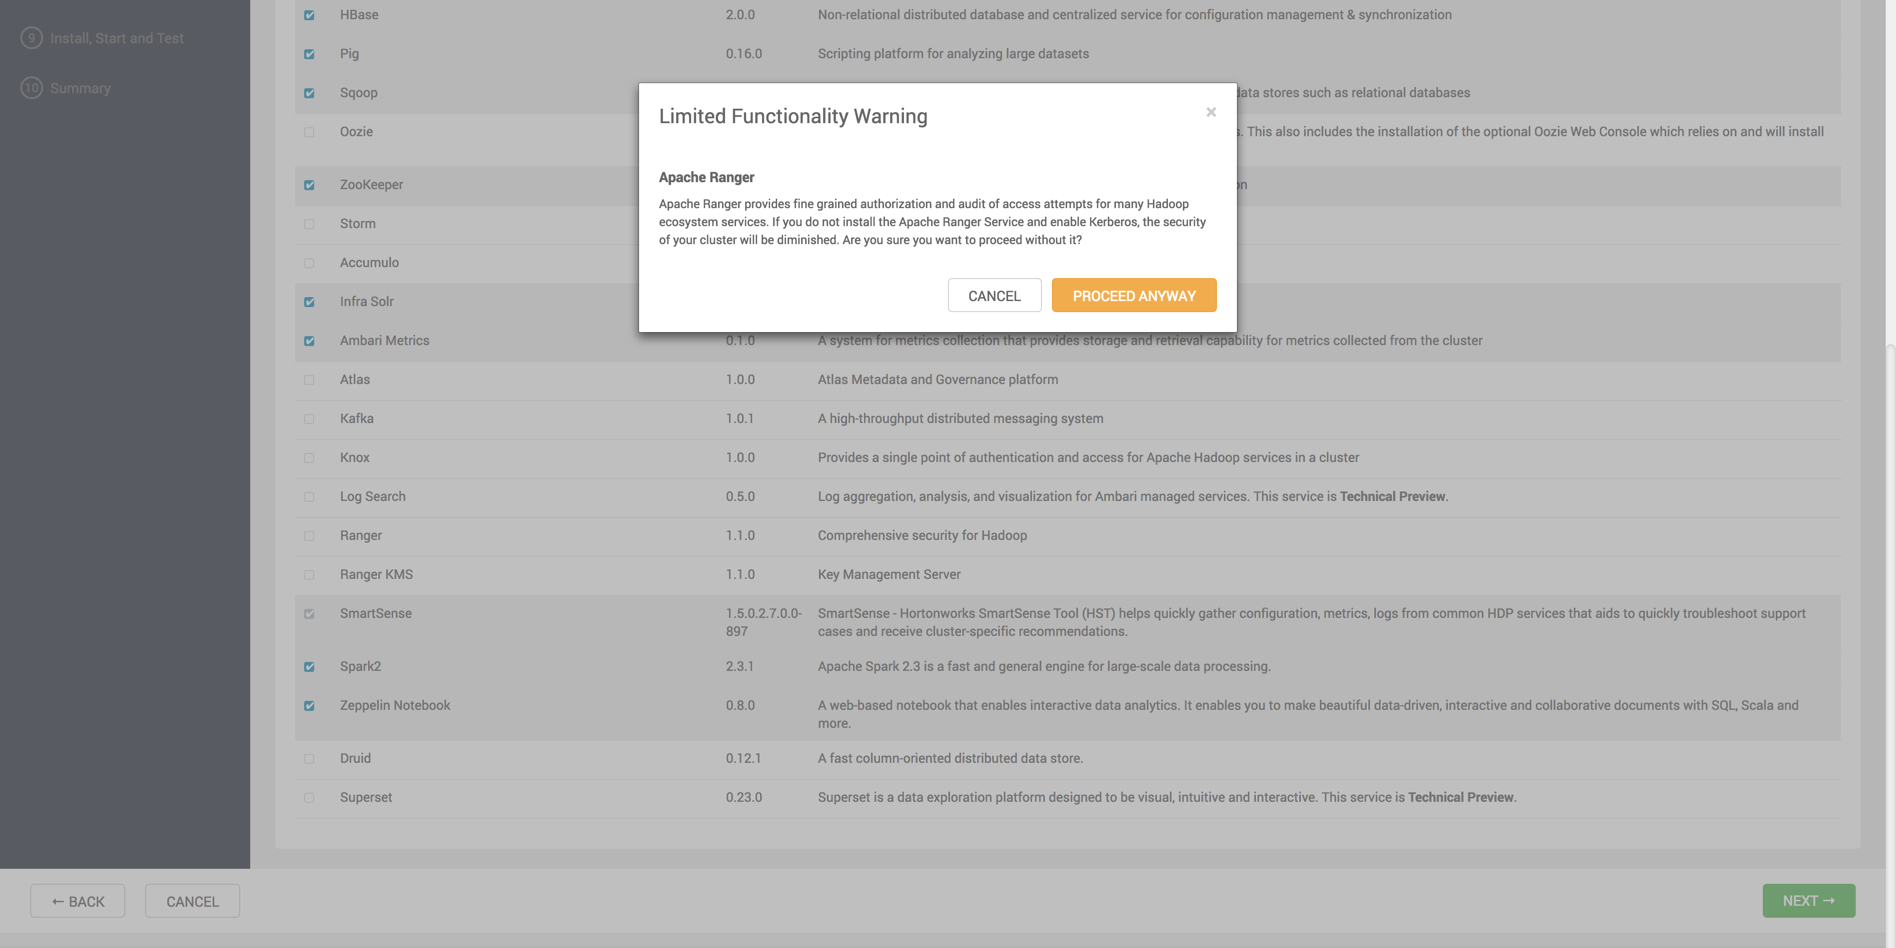 HBase 2.0.0 Non-relational distributed database and centralized service for configuration management & synchronization
9 Install, Start and Test
Pig 0.16.0 Scripting platform for analyzing large datasets
10 Summary
Sqoop data stores such as relational databases
Oozie s. This also includes the installation of the optional Oozie Web Console which relies on and will install
ZooKeeper on
Storm
Accumulo
Infra Solr
Limited Functionality Warning ×
Apache Ranger
Apache Ranger provides fine grained authorization and audit of access attempts for many Hadoop
ecosystem services. If you do not install the Apache Ranger Service and enable Kerberos, the security
of your cluster will be diminished. Are you sure you want to proceed without it?
CANCEL PROCEED ANYWAY
Ambari Metrics 0.1.0 A system for metrics collection that provides storage and retrieval capability for metrics collected from the cluster
Atlas 1.0.0 Atlas Metadata and Governance platform
Kafka 1.0.1 A high-throughput distributed messaging system
Knox 1.0.0 Provides a single point of authentication and access for Apache Hadoop services in a cluster
Log Search 0.5.0 Log aggregation, analysis, and visualization for Ambari managed services. This service is Technical Preview.
Ranger 1.1.0 Comprehensive security for Hadoop
Ranger KMS 1.1.0 Key Management Server
SmartSense 1.5.0.2.7.0.0- SmartSense - Hortonworks SmartSense Tool (HST) helps quickly gather configuration, metrics, logs from common HDP services that aids to quickly troubleshoot support
897 cases and receive cluster-specific recommendations.
Spark2 2.3.1 Apache Spark 2.3 is a fast and general engine for large-scale data processing.
Zeppelin Notebook 0.8.0 A web-based notebook that enables interactive data analytics. It enables you to make beautiful data-driven, interactive and collaborative documents with SQL, Scala and
more.
Druid 0.12.1 A fast column-oriented distributed data store.
Superset 0.23.0 Superset is a data exploration platform designed to be visual, intuitive and interactive. This service is Technical Preview.
← BACK CANCEL NEXT →